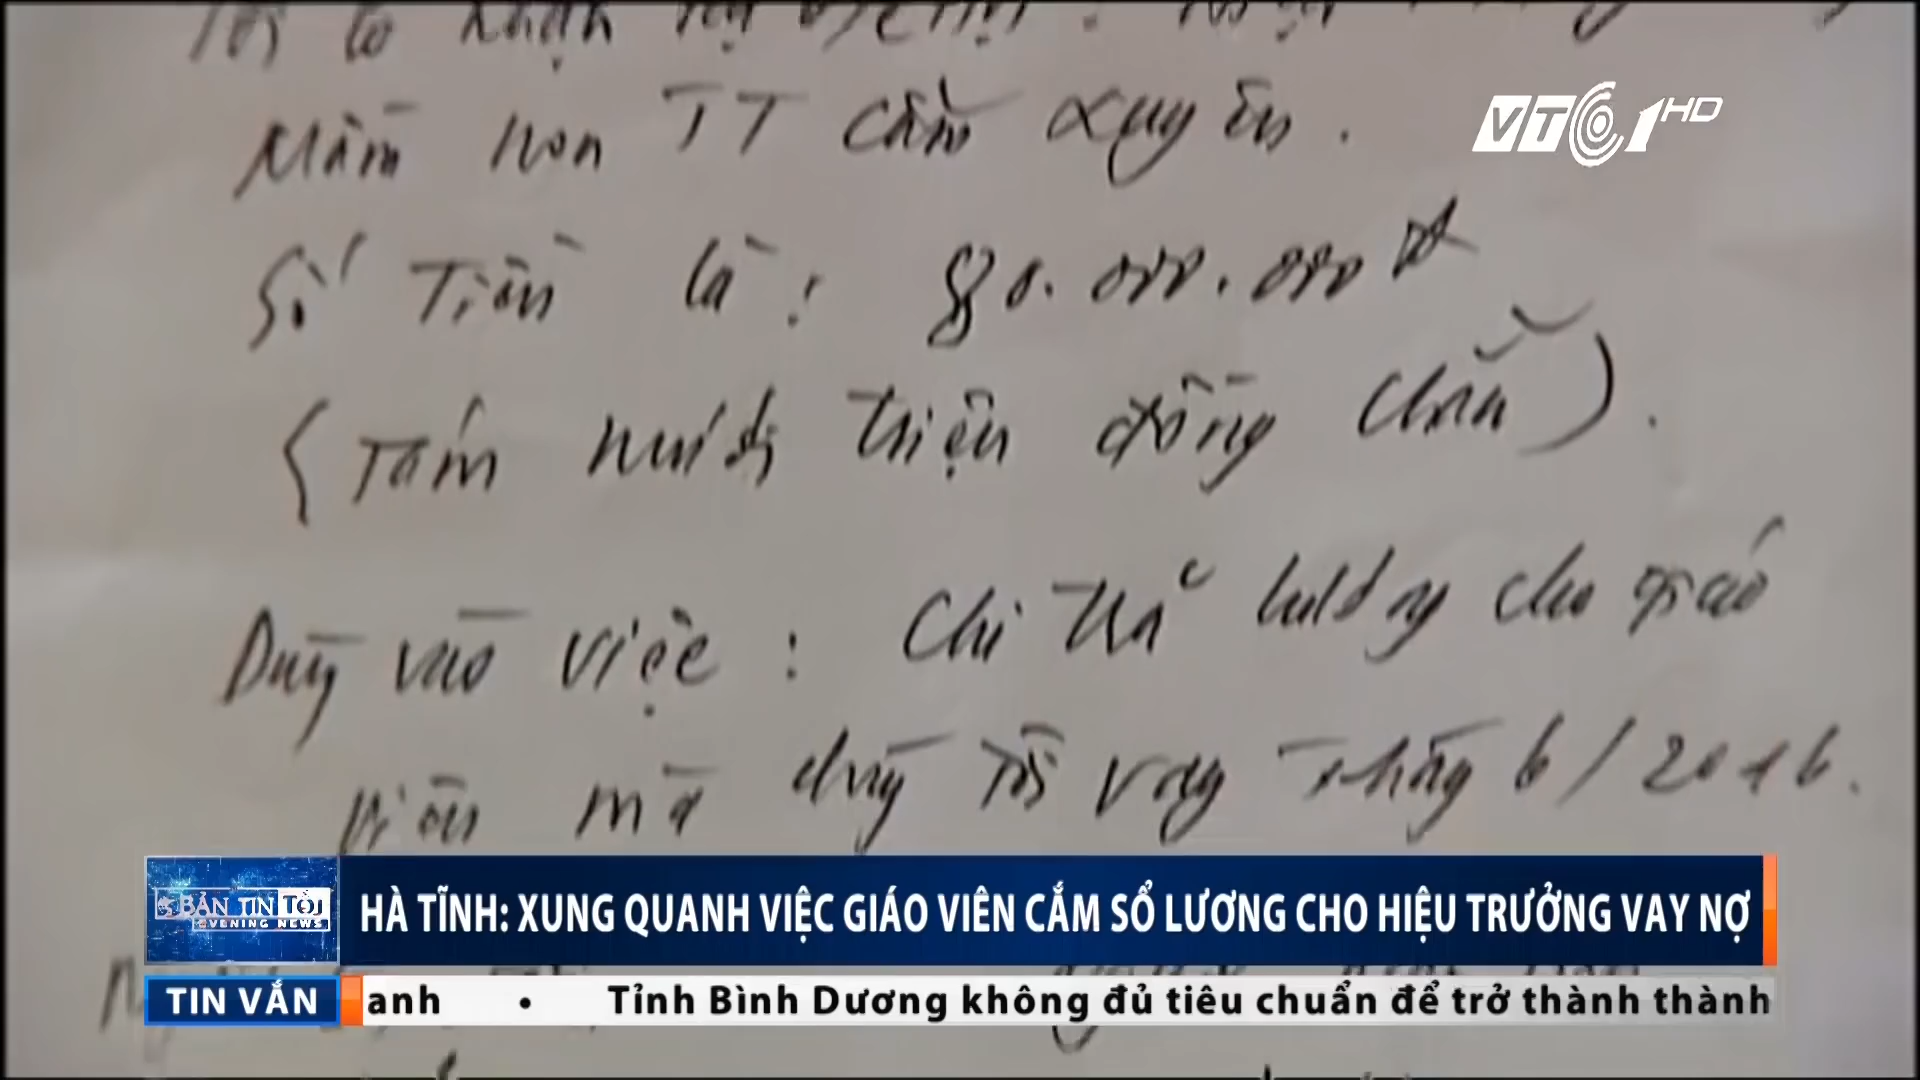 Mầm non TT Cẩm Xuyên.
VTC1 HD
Số tiền là: 80.000.000đ
(Tám mươi triệu đồng chẵn).
Dùng vào việc: Chi trả lương cho giáo
viên mà dùng tôi vay tháng 6/2016.
BẢN TIN TỐI
EVENING NEWS
HÀ TĨNH: XUNG QUANH VIỆC GIÁO VIÊN CẮM SỔ LƯƠNG CHO HIỆU TRƯỞNG VAY NỢ
TIN VẮN
anh • Tỉnh Bình Dương không đủ tiêu chuẩn để trở thành thành